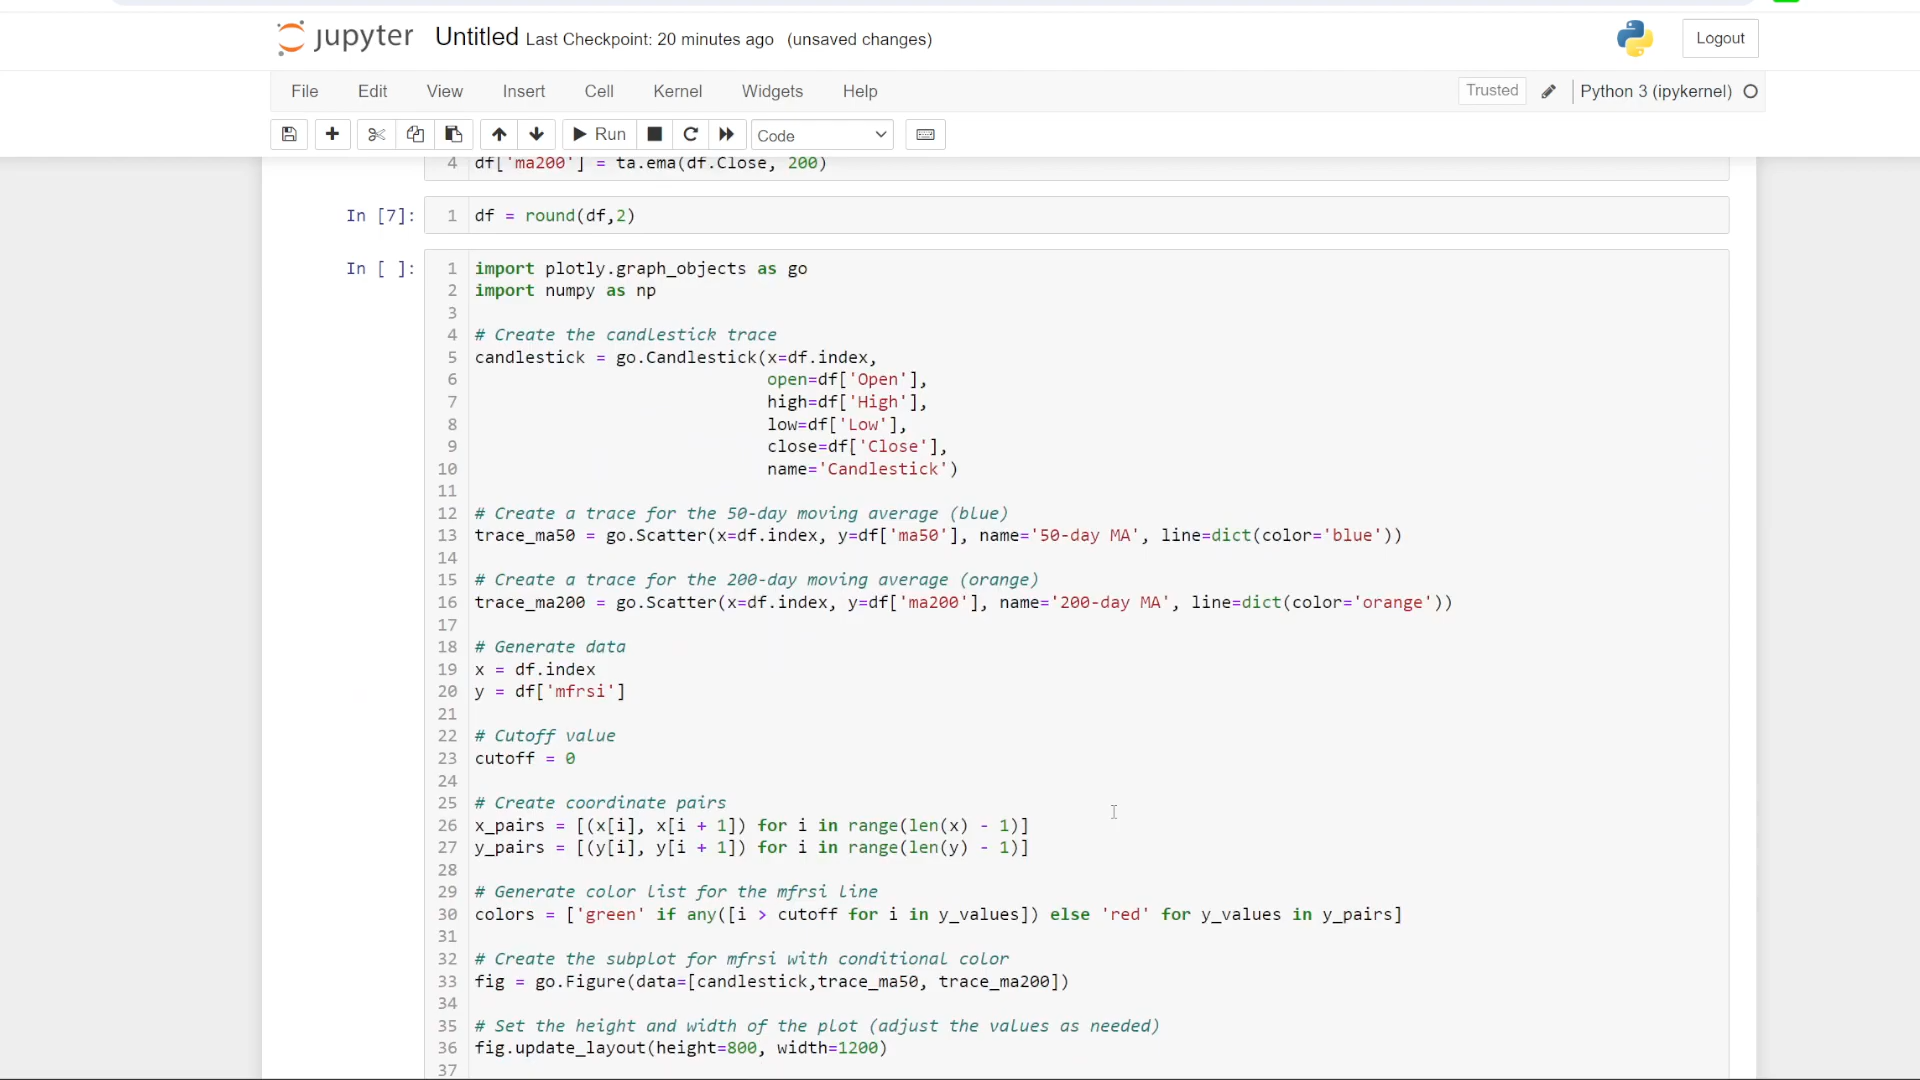 jupyter Untitled Last Checkpoint: 20 minutes ago (unsaved changes) Logout
File Edit View Insert Cell Kernel Widgets Help Trusted Python 3 (ipykernel)
Run Code
4 df['ma200'] = ta.ema(df.Close, 200)
In [7]: 1 df = round(df,2)
In [ ]: 1 import plotly.graph_objects as go
2 import numpy as np
3
4 # Create the candlestick trace
5 candlestick = go.Candlestick(x=df.index,
6 open=df['Open'],
7 high=df['High'],
8 low=df['Low'],
9 close=df['Close'],
10 name='Candlestick')
11
12 # Create a trace for the 50-day moving average (blue)
13 trace_ma50 = go.Scatter(x=df.index, y=df['ma50'], name='50-day MA', line=dict(color='blue'))
14
15 # Create a trace for the 200-day moving average (orange)
16 trace_ma200 = go.Scatter(x=df.index, y=df['ma200'], name='200-day MA', line=dict(color='orange'))
17
18 # Generate data
19 x = df.index
20 y = df['mfrsi']
21
22 # Cutoff value
23 cutoff = 0
24
25 # Create coordinate pairs
26 x_pairs = [(x[i], x[i + 1]) for i in range(len(x) - 1)]
27 y_pairs = [(y[i], y[i + 1]) for i in range(len(y) - 1)]
28
29 # Generate color list for the mfrsi line
30 colors = ['green' if any([i > cutoff for i in y_values]) else 'red' for y_values in y_pairs]
31
32 # Create the subplot for mfrsi with conditional color
33 fig = go.Figure(data=[candlestick,trace_ma50, trace_ma200])
34
35 # Set the height and width of the plot (adjust the values as needed)
36 fig.update_layout(height=800, width=1200)
37